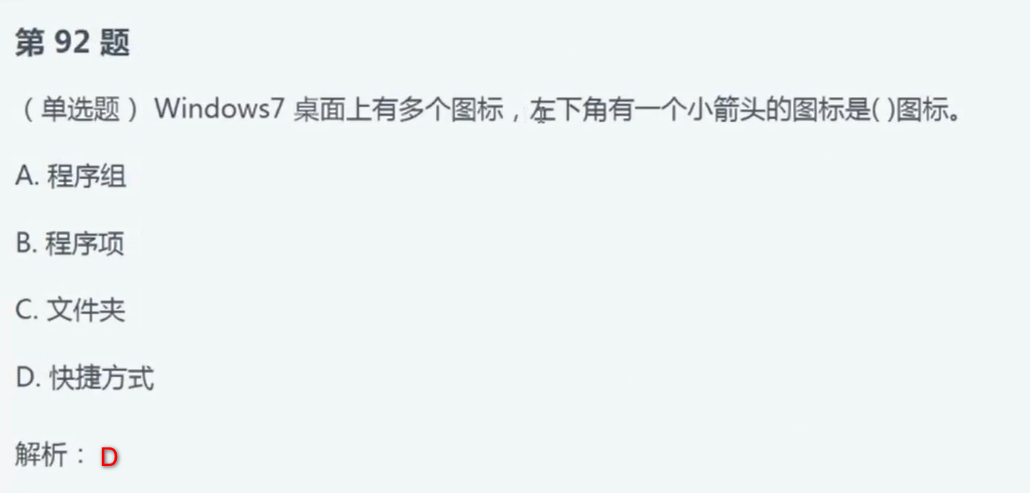 第 92 题
（单选题）Windows7 桌面上有多个图标，左下角有一个小箭头的图标是( )图标。
A. 程序组
B. 程序项
C. 文件夹
D. 快捷方式
解析： D